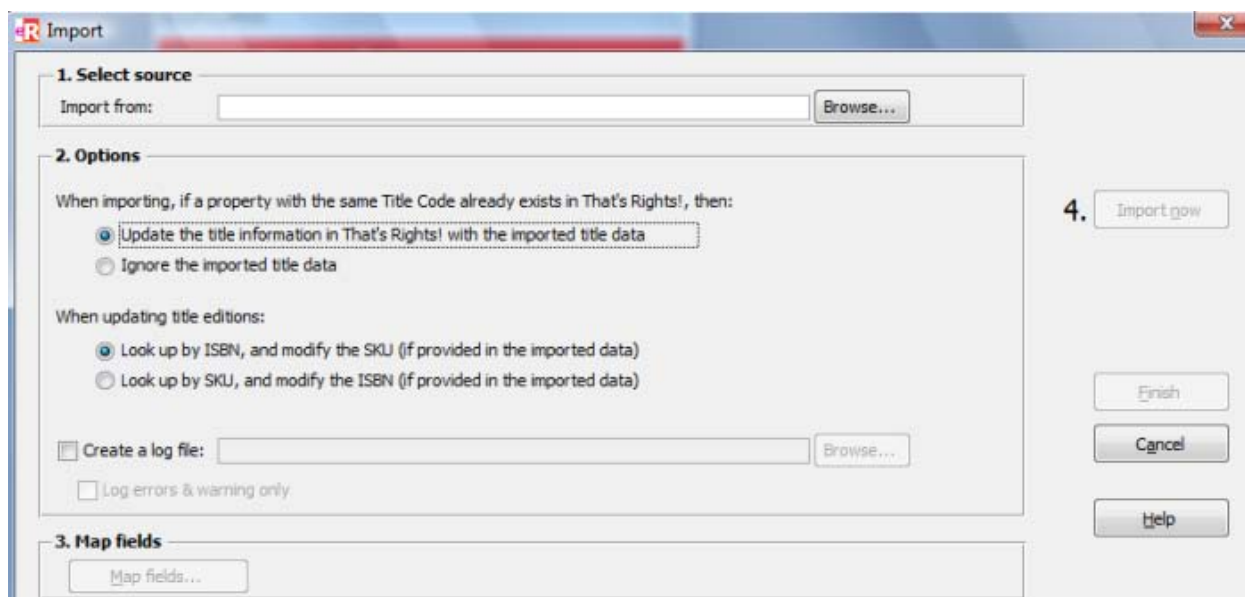 eR Import
1. Select source
Import from:
Browse...
2. Options
When importing, if a property with the same Title Code already exists in That's Rights!, then:
Update the title information in That's Rights! with the imported title data
Ignore the imported title data
4. Import now
When updating title editions:
Look up by ISBN, and modify the SKU (if provided in the imported data)
Look up by SKU, and modify the ISBN (if provided in the imported data)
Finish
Create a log file:
Browse...
Cancel
Log errors & warning only
Help
3. Map fields
Map fields...